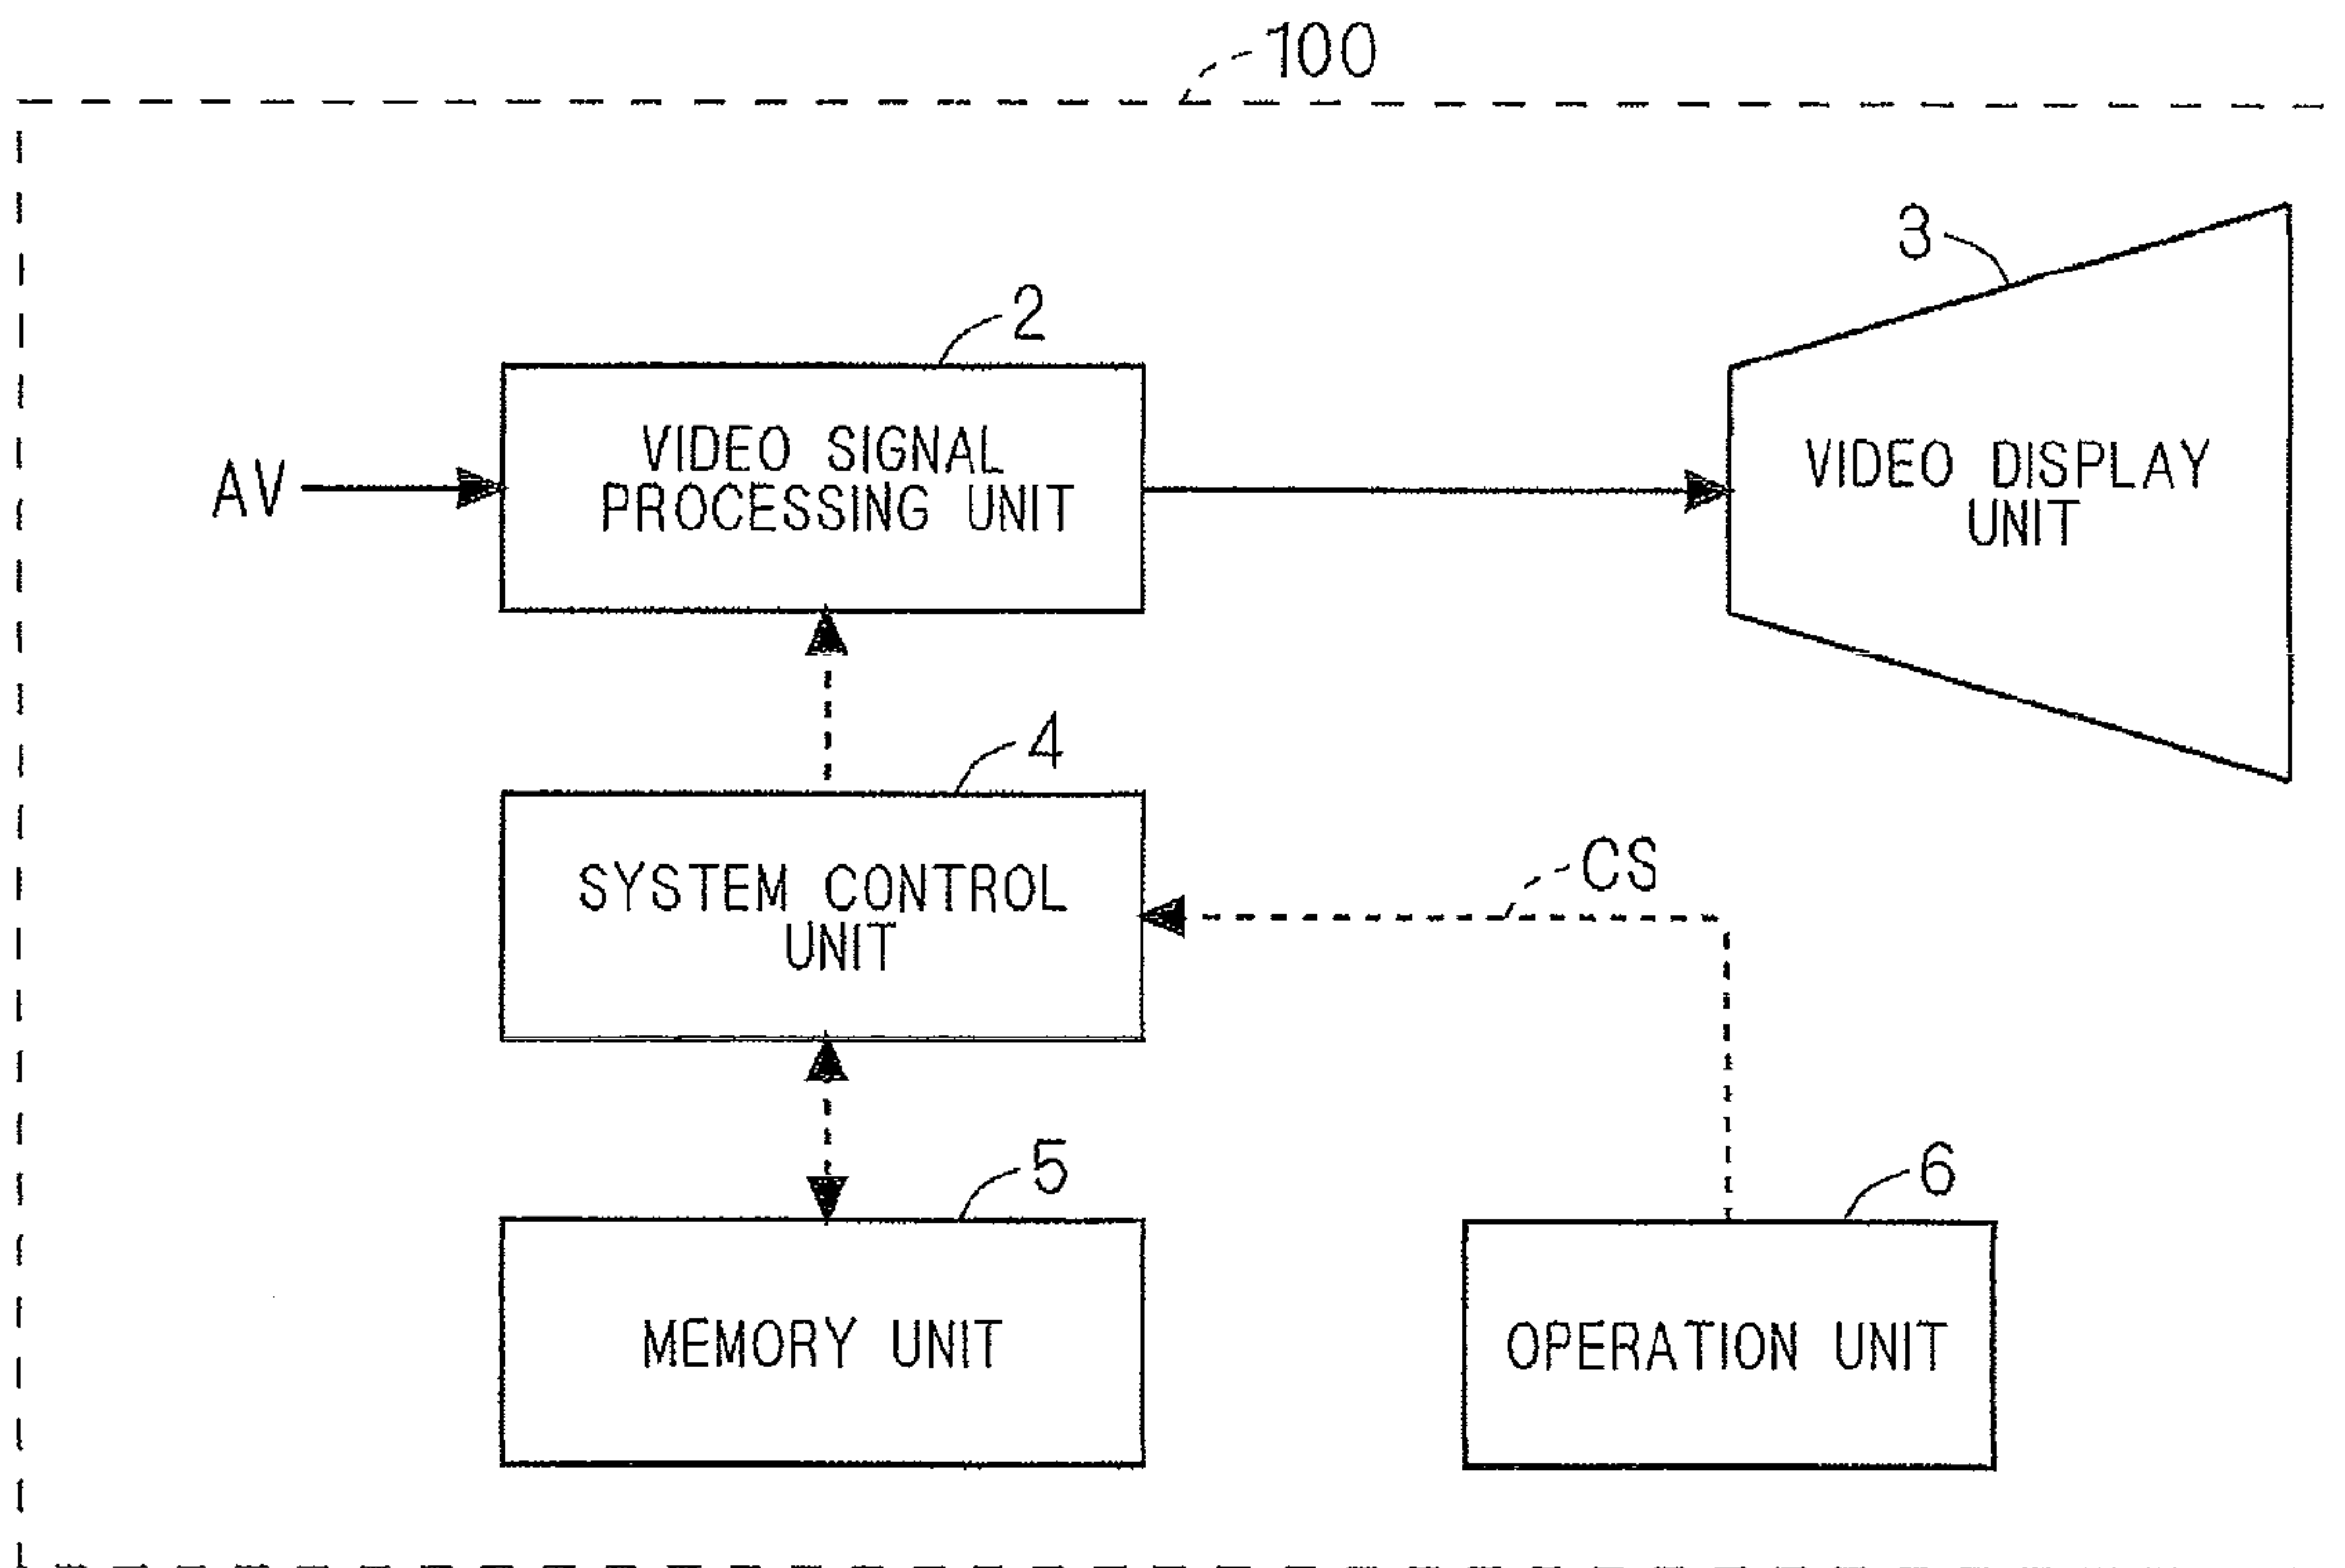 100
3
2
VIDEO SIGNAL
PROCESSING UNIT
AV
VIDEO DISPLAY
UNIT
4
SYSTEM CONTROL
UNIT
CS
5
6
MEMORY UNIT
OPERATION UNIT